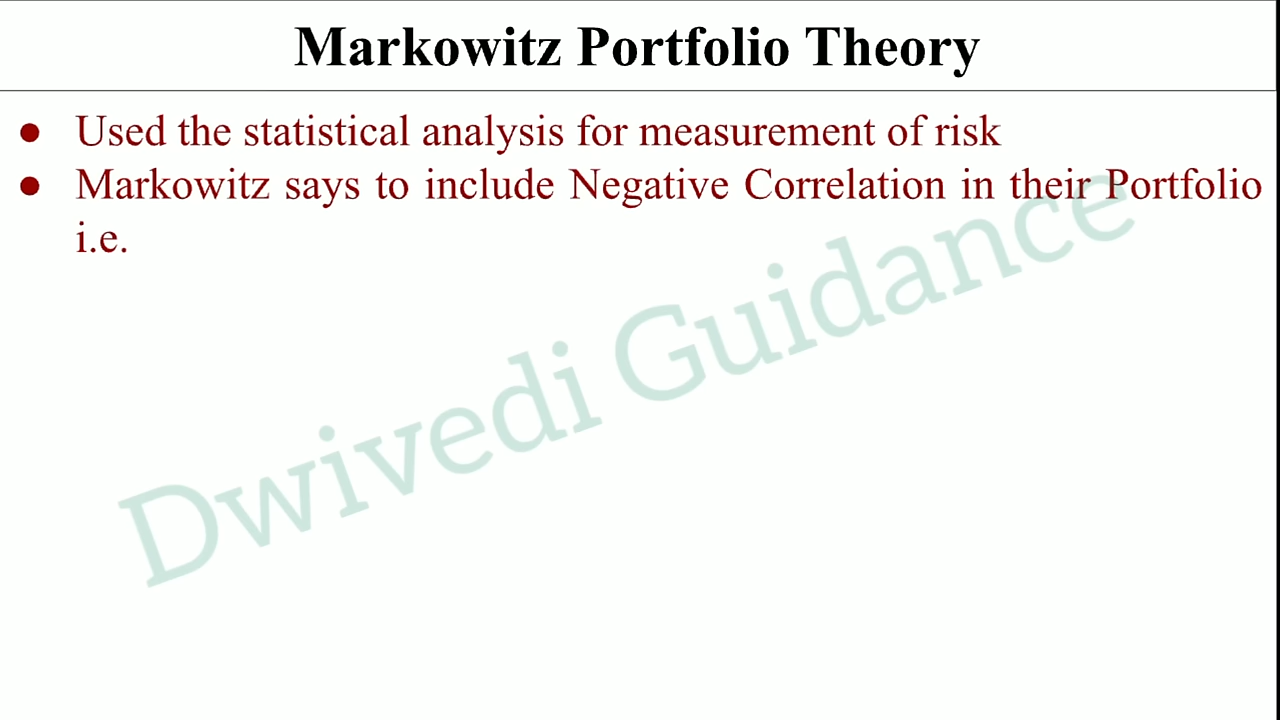 Markowitz Portfolio Theory
● Used the statistical analysis for measurement of risk
● Markowitz says to include Negative Correlation in their Portfolio
i.e.
Dwivedi Guidance